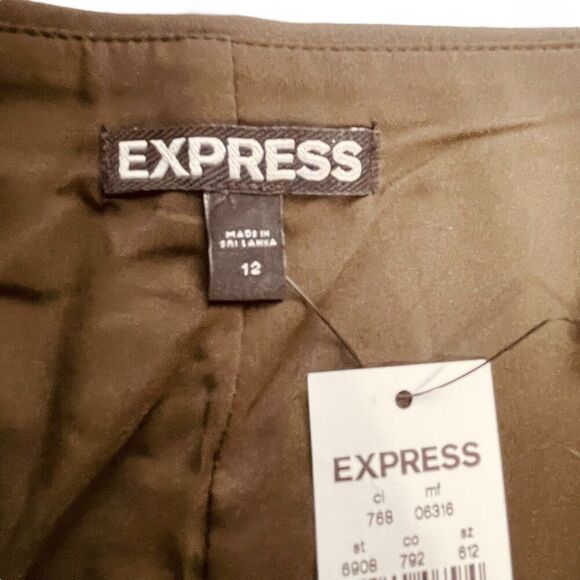 EXPRESS
MADE IN
SRI LANKA
12
EXPRESS
cl mf
768 06316
st co sz
6908 792 612